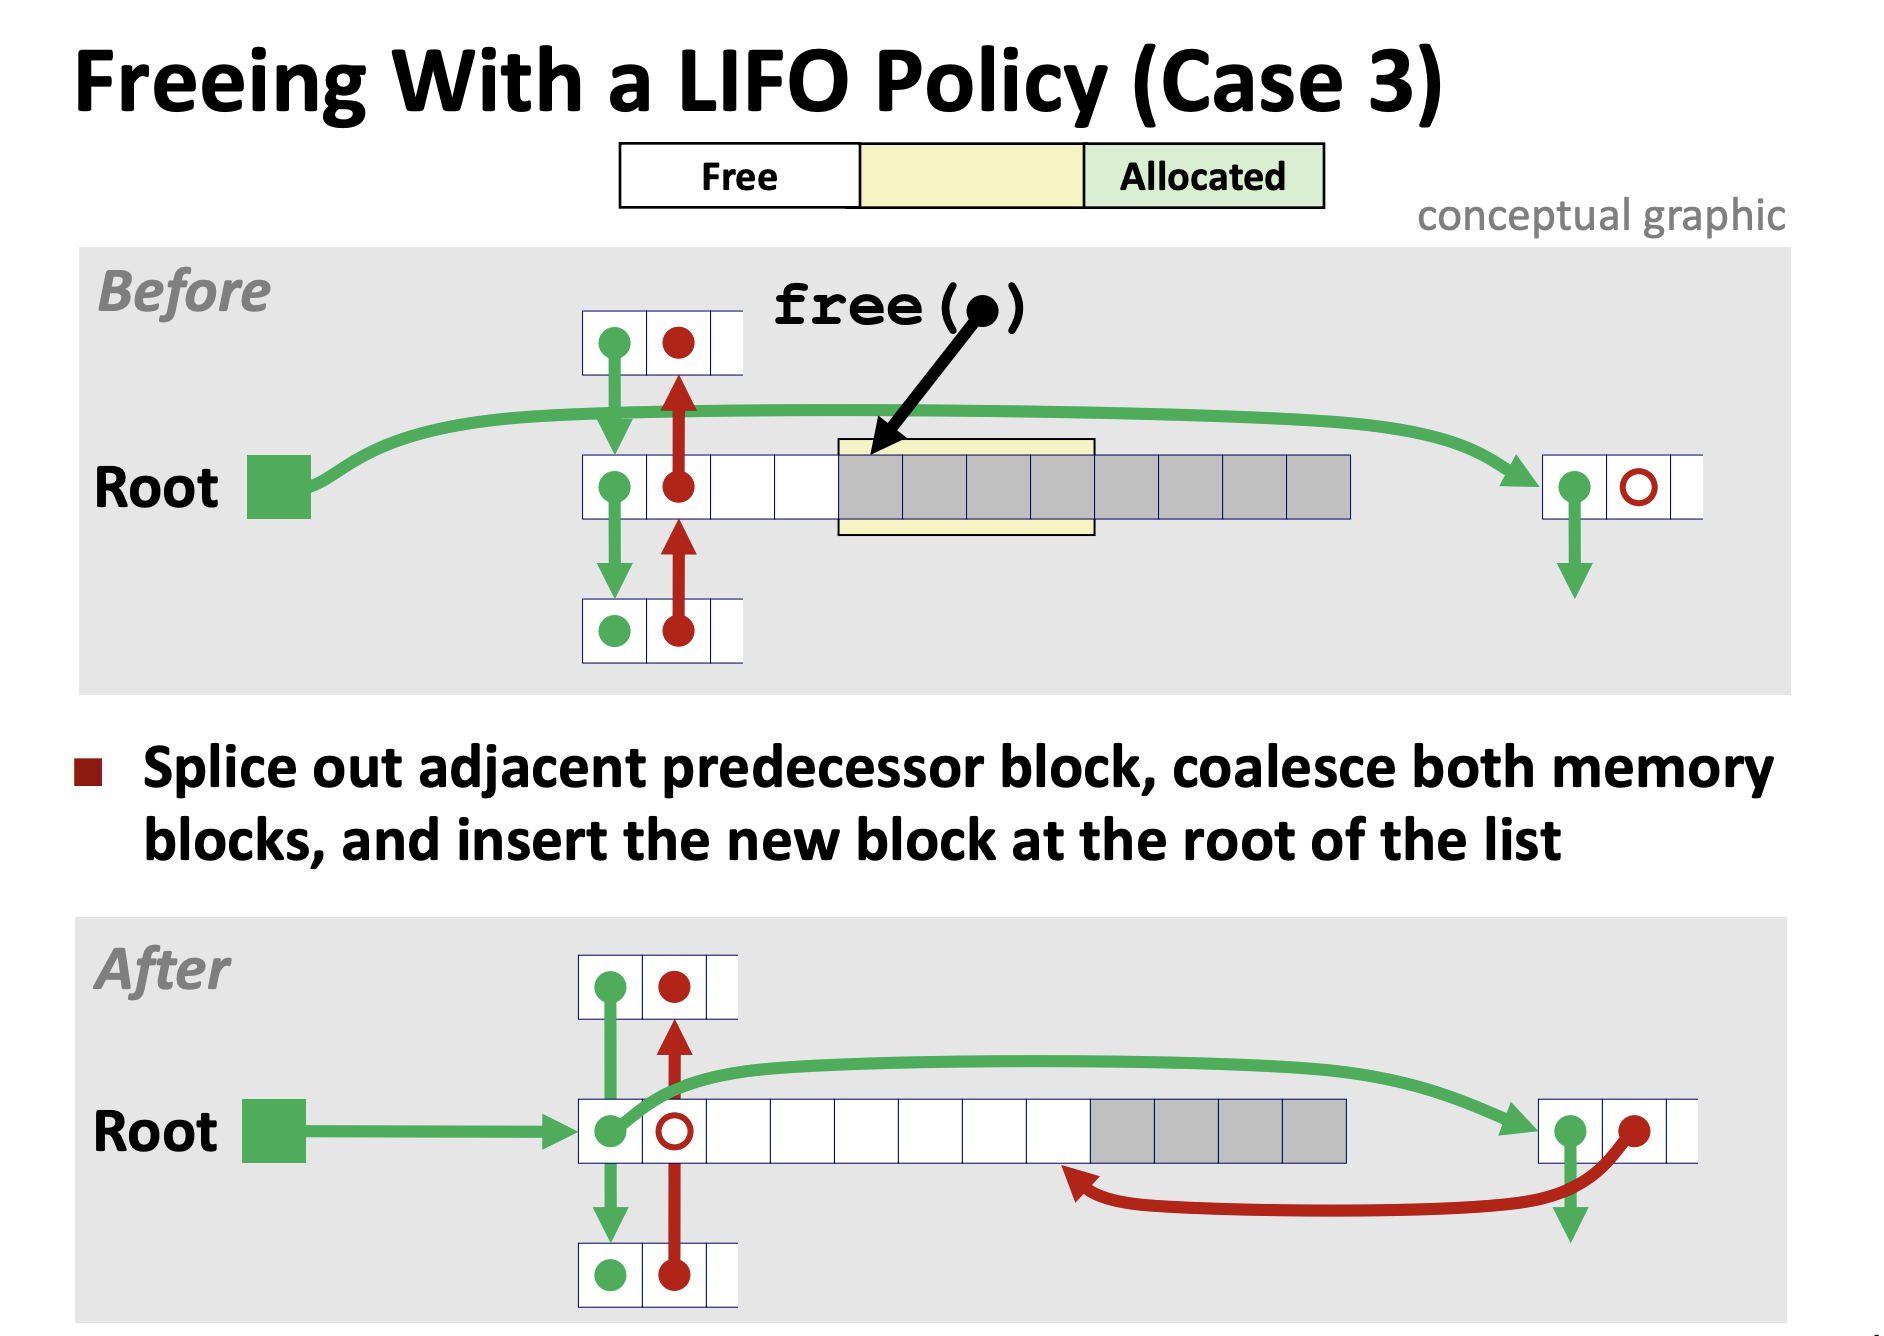 Freeing With a LIFO Policy (Case 3)
Free
Allocated
conceptual graphic
Before
free( )
Root
Splice out adjacent predecessor block, coalesce both memory
blocks, and insert the new block at the root of the list
After
Root